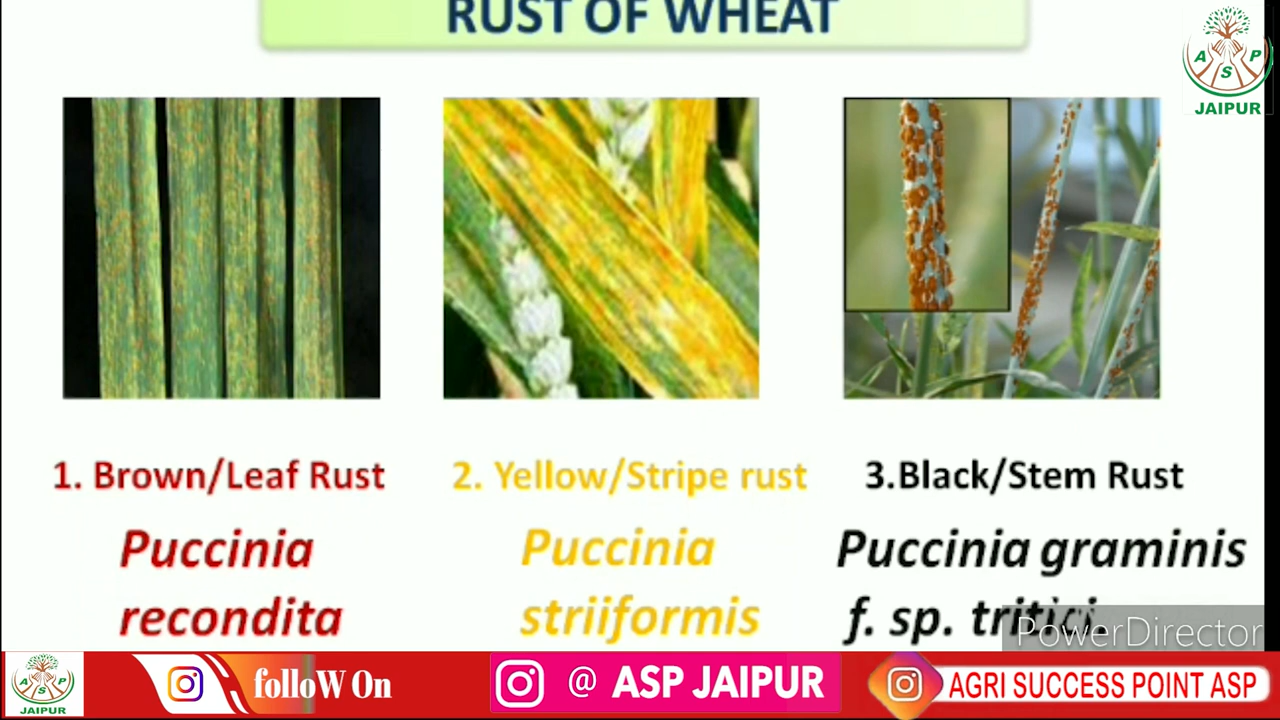 RUST OF WHEAT
A S P
JAIPUR
1. Brown/Leaf Rust
2. Yellow/Stripe rust
3.Black/Stem Rust
Puccinia
recondita
Puccinia
striiformis
Puccinia graminis
f. sp. tritici.
PowerDirector
A S P
JAIPUR
folloW On
@ ASP JAIPUR
AGRI SUCCESS POINT ASP